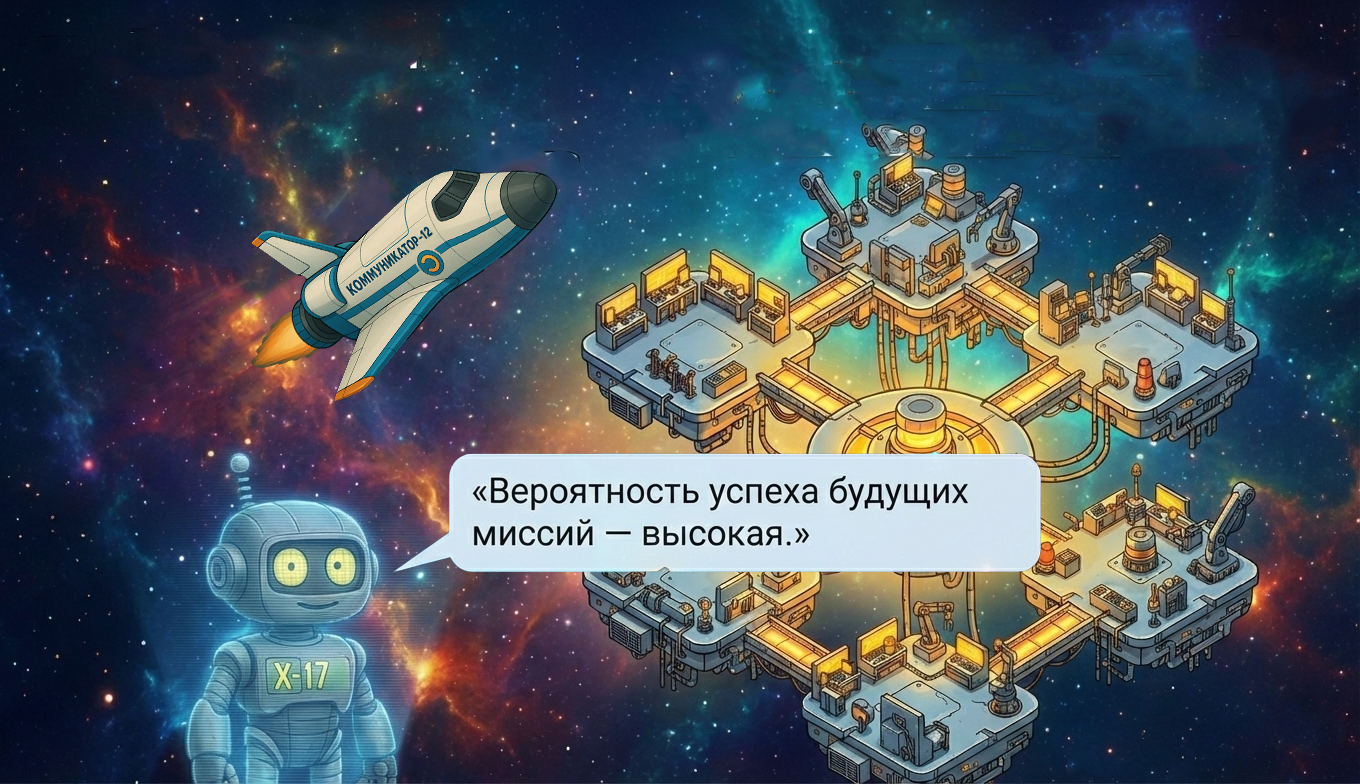 КОММУНИКАТОР-12
«Вероятность успеха будущих
миссий — высокая.»
X-17